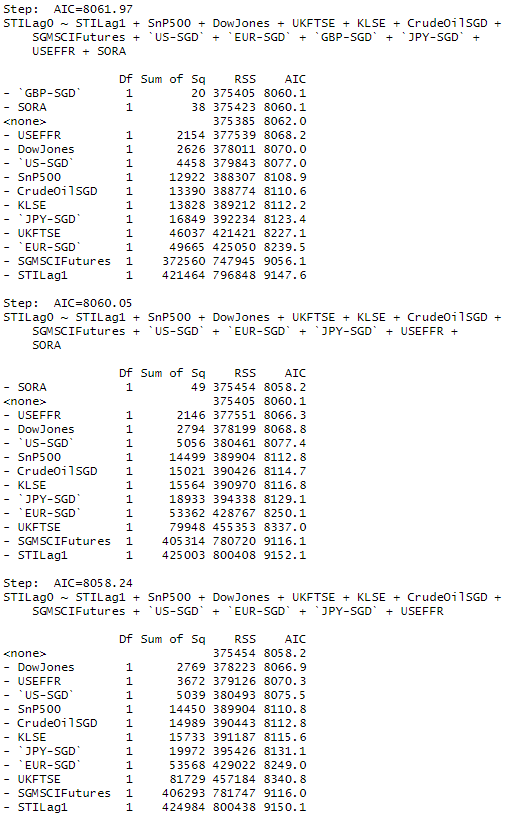 Step:  AIC=8061.97
STILag0 ~ STILag1 + SnP500 + DowJones + UKFTSE + KLSE + CrudeOilSGD +
    SGMSCIFutures + `US-SGD` + `EUR-SGD` + `GBP-SGD` + `JPY-SGD` +
    USEFFR + SORA

                Df Sum of Sq    RSS    AIC
- `GBP-SGD`      1        20 375405 8060.1
- SORA           1        38 375423 8060.1
<none>                       375385 8062.0
- USEFFR         1      2154 377539 8068.2
- DowJones       1      2626 378011 8070.0
- `US-SGD`       1      4458 379843 8077.0
- SnP500         1     12922 388307 8108.9
- CrudeOilSGD    1     13390 388774 8110.6
- KLSE           1     13828 389212 8112.2
- `JPY-SGD`      1     16849 392234 8123.4
- UKFTSE         1     46037 421421 8227.1
- `EUR-SGD`      1     49665 425050 8239.5
- SGMSCIFutures  1    372560 747945 9056.1
- STILag1        1    421464 796848 9147.6

Step:  AIC=8060.05
STILag0 ~ STILag1 + SnP500 + DowJones + UKFTSE + KLSE + CrudeOilSGD +
    SGMSCIFutures + `US-SGD` + `EUR-SGD` + `JPY-SGD` + USEFFR +
    SORA

                Df Sum of Sq    RSS    AIC
- SORA           1        49 375454 8058.2
<none>                       375405 8060.1
- USEFFR         1      2146 377551 8066.3
- DowJones       1      2794 378199 8068.8
- `US-SGD`       1      5056 380461 8077.4
- SnP500         1     14499 389904 8112.8
- CrudeOilSGD    1     15021 390426 8114.7
- KLSE           1     15564 390970 8116.8
- `JPY-SGD`      1     18933 394338 8129.1
- `EUR-SGD`      1     53362 428767 8250.1
- UKFTSE         1     79948 455353 8337.0
- SGMSCIFutures  1    405314 780720 9116.1
- STILag1        1    425003 800408 9152.1

Step:  AIC=8058.24
STILag0 ~ STILag1 + SnP500 + DowJones + UKFTSE + KLSE + CrudeOilSGD +
    SGMSCIFutures + `US-SGD` + `EUR-SGD` + `JPY-SGD` + USEFFR

                Df Sum of Sq    RSS    AIC
<none>                       375454 8058.2
- DowJones       1      2769 378223 8066.9
- USEFFR         1      3672 379126 8070.3
- `US-SGD`       1      5039 380493 8075.5
- SnP500         1     14450 389904 8110.8
- CrudeOilSGD    1     14989 390443 8112.8
- KLSE           1     15733 391187 8115.6
- `JPY-SGD`      1     19972 395426 8131.1
- `EUR-SGD`      1     53568 429022 8249.0
- UKFTSE         1     81729 457184 8340.8
- SGMSCIFutures  1    406293 781747 9116.0
- STILag1        1    424984 800438 9150.1